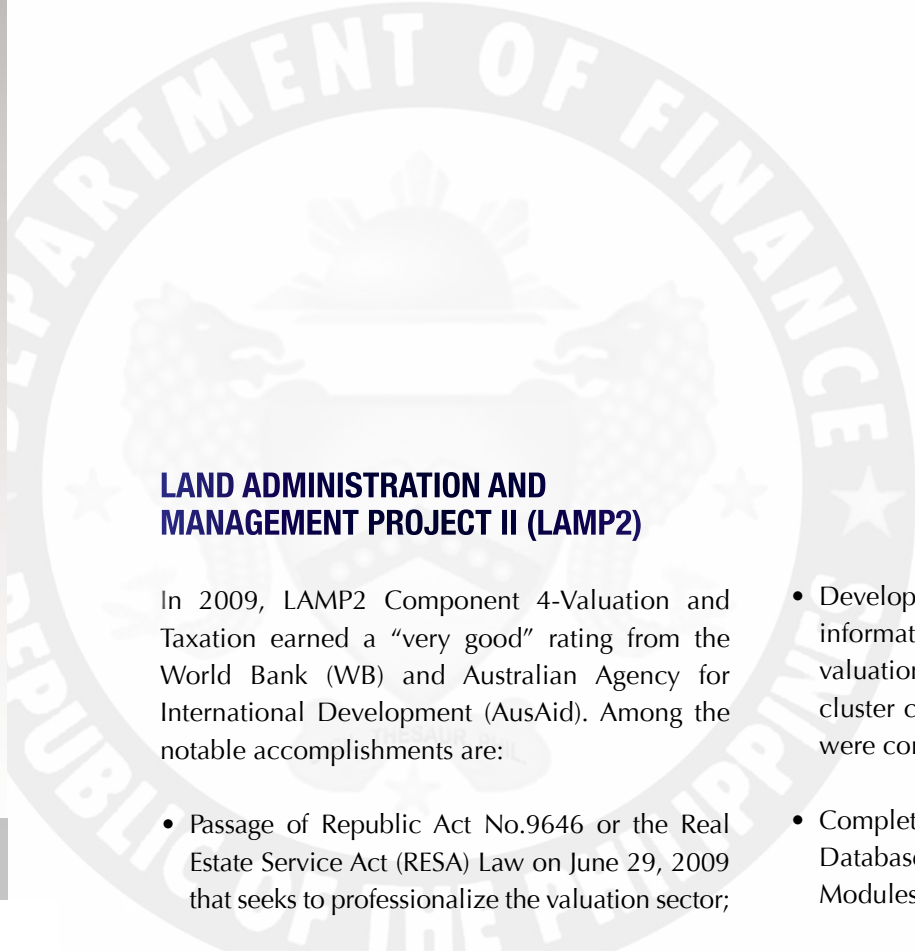 DEPARTMENT OF FINANCE
LAND ADMINISTRATION AND
MANAGEMENT PROJECT II (LAMP2)
In 2009, LAMP2 Component 4-Valuation and
Taxation earned a “very good” rating from the
World Bank (WB) and Australian Agency for
International Development (AusAid). Among the
notable accomplishments are:
• Passage of Republic Act No.9646 or the Real
Estate Service Act (RESA) Law on June 29, 2009
that seeks to professionalize the valuation sector;
• Develop
informat
valuation
cluster
were
• Complet
Database
Modules
REPUBLIC OF THE PHILIPPINES